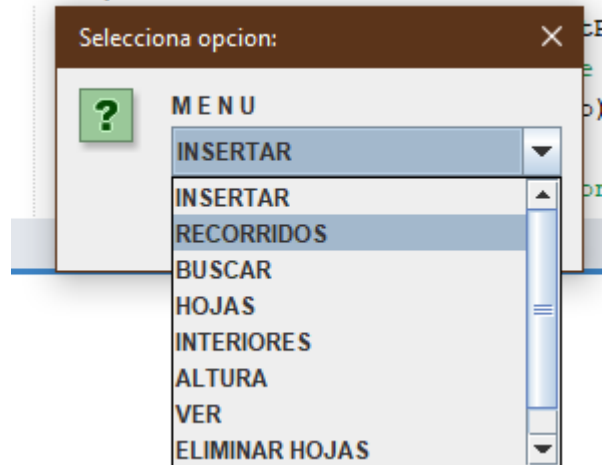 Selecciona opcion:
M E N U
INSERTAR
INSERTAR
RECORRIDOS
BUSCAR
HOJAS
INTERIORES
ALTURA
VER
ELIMINAR HOJAS